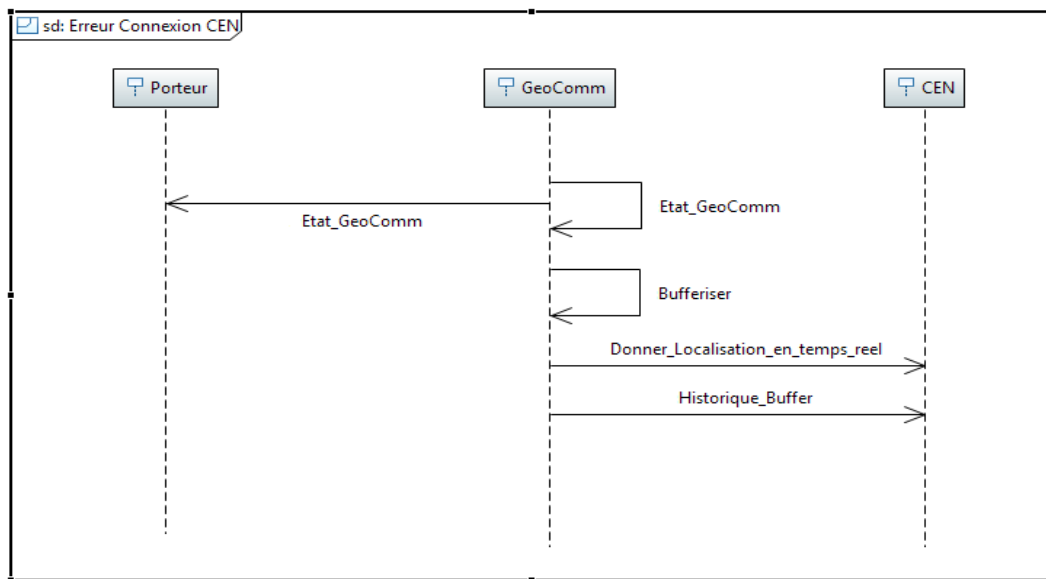 sd: Erreur Connexion CEN
Porteur
GeoComm
CEN
Etat_GeoComm
Etat_GeoComm
Bufferiser
Donner_Localisation_en_temps_reel
Historique_Buffer